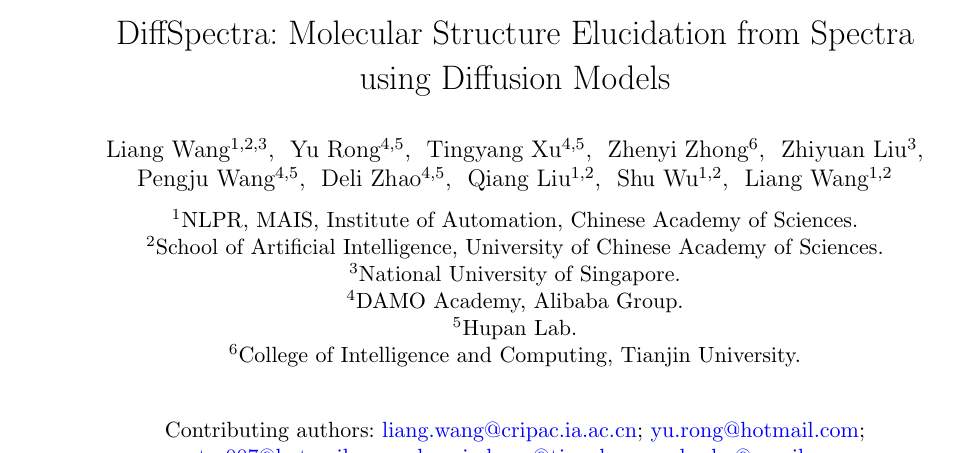 DiffSpectra: Molecular Structure Elucidation from Spectra
using Diffusion Models
Liang Wang1,2,3, Yu Rong4,5, Tingyang Xu4,5, Zhenyi Zhong6, Zhiyuan Liu3,
Pengju Wang4,5, Deli Zhao4,5, Qiang Liu1,2, Shu Wu1,2, Liang Wang1,2
1NLPR, MAIS, Institute of Automation, Chinese Academy of Sciences.
2School of Artificial Intelligence, University of Chinese Academy of Sciences.
3National University of Singapore.
4DAMO Academy, Alibaba Group.
5Hupan Lab.
6College of Intelligence and Computing, Tianjin University.
Contributing authors: liang.wang@cripac.ia.ac.cn; yu.rong@hotmail.com;